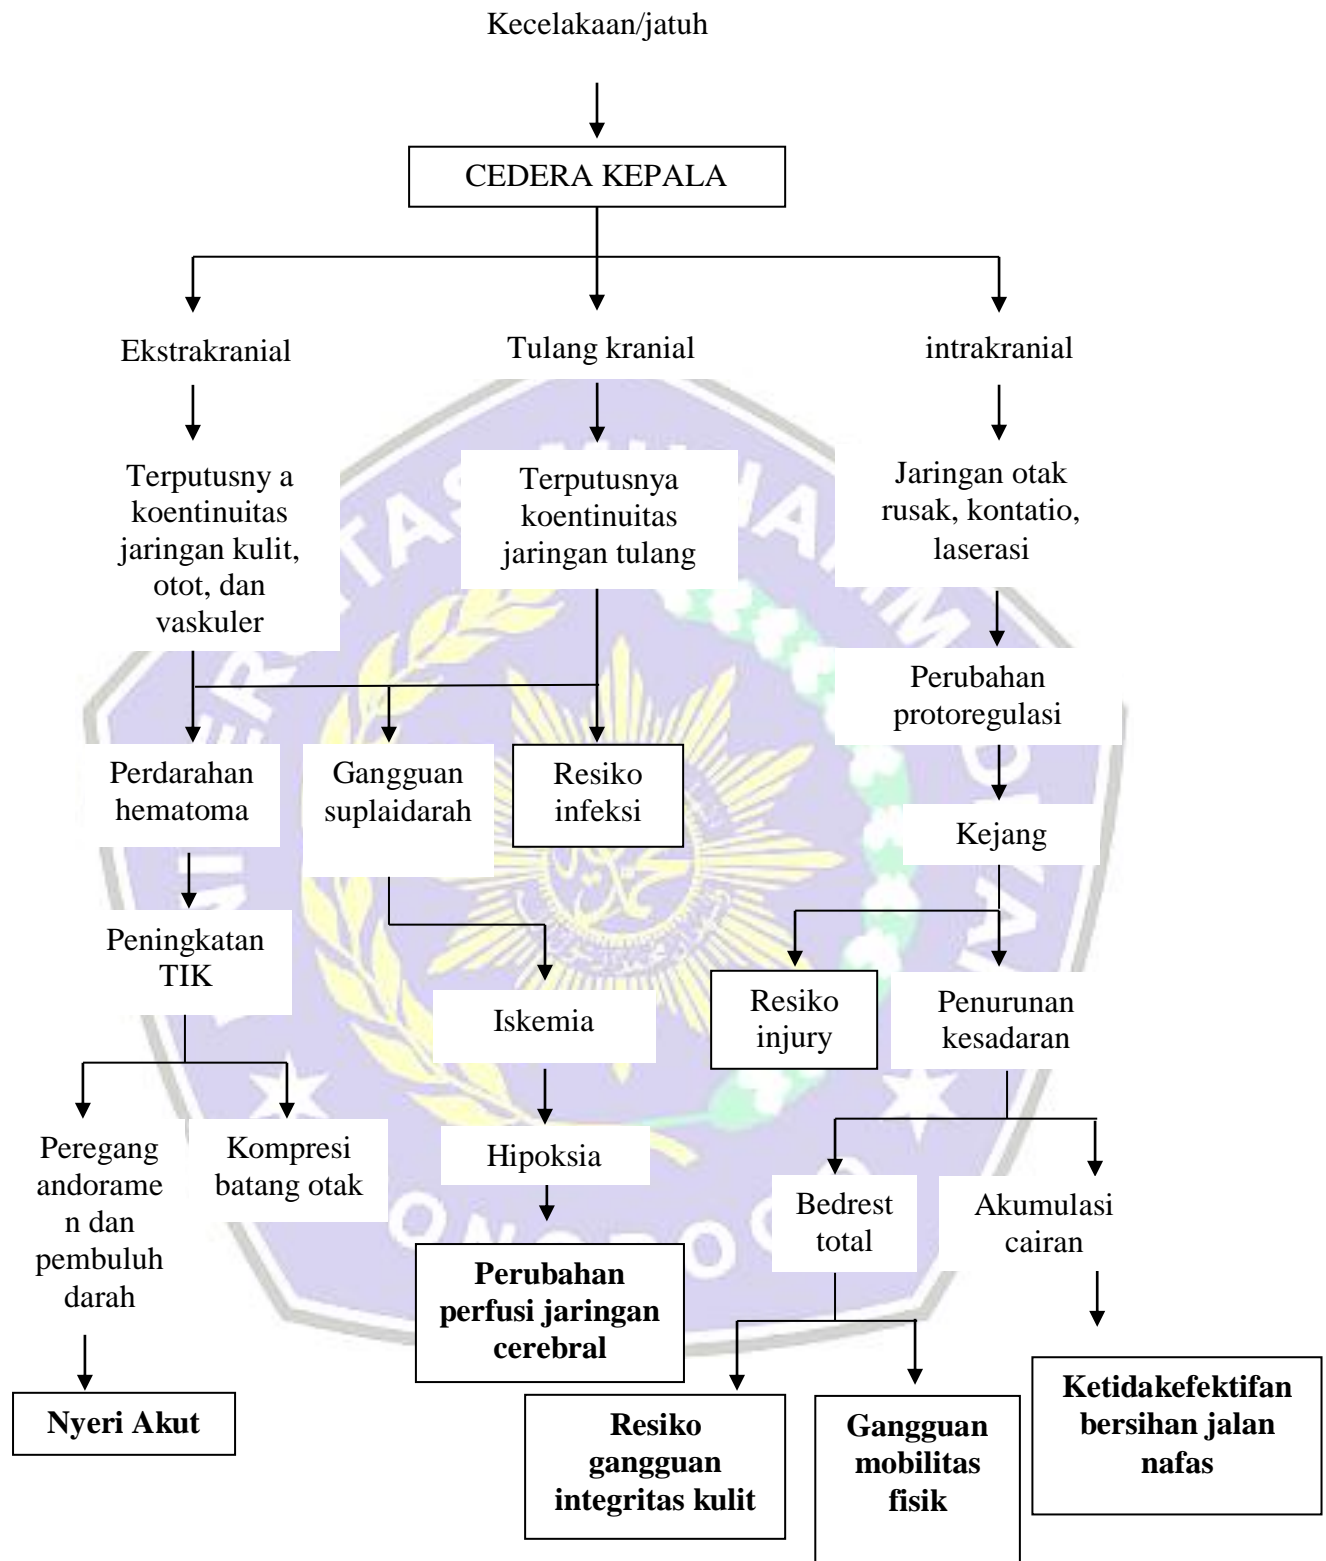 Kecelakaan/jatuh
CEDERA KEPALA
Ekstrakranial
Tulang kranial
intrakranial
Terputusny a
koentinuitas
jaringan kulit,
otot, dan
vaskuler
Terputusnya
koentinuitas
jaringan tulang
Jaringan otak
rusak, kontatio,
laserasi
Perubahan
protoregulasi
Perdarahan
hematoma
Gangguan
suplaidarah
Resiko
infeksi
Kejang
Peningkatan
TIK
Iskemia
Resiko
injury
Penurunan
kesadaran
Peregang
andorame
n dan
pembuluh
darah
Kompresi
batang otak
Hipoksia
Bedrest
total
Akumulasi
cairan
Perubahan
perfusi jaringan
cerebral
Nyeri Akut
Resiko
gangguan
integritas kulit
Gangguan
mobilitas
fisik
Ketidakefektifan
bersihan jalan
nafas